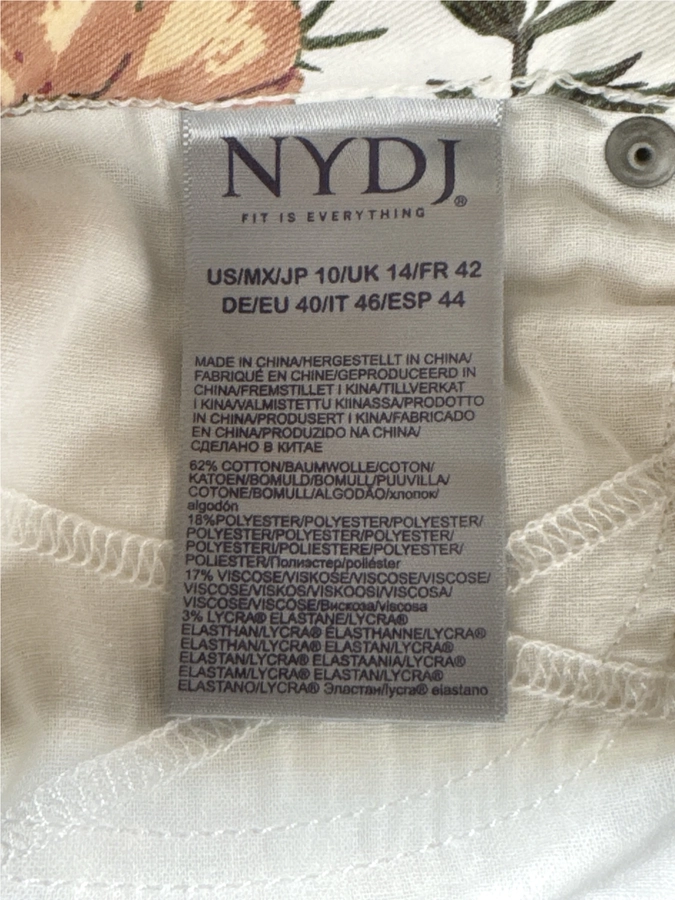 NYDJ®
FIT IS EVERYTHING
US/MX/JP 10/UK 14/FR 42
DE/EU 40/IT 46/ESP 44
MADE IN CHINA/HERGESTELLT IN CHINA/
FABRIQUÉ EN CHINE/GEPRODUCEERD IN
CHINA/FREMSTILLET I KINA/TILLVERKAT
I KINA/VALMISTETTU KIINASSA/PRODOTTO
IN CHINA/PRODUSERT I KINA/FABRICADO
EN CHINA/PRODUZIDO NA CHINA/
СДЕЛАНО В КИТАЕ
62% COTTON/BAUMWOLLE/COTON/
KATOEN/BOMULD/BOMULL/PUUVILLA/
COTONE/BOMULL/ALGODÃO/хлопок/
algodón
18%POLYESTER/POLYESTER/POLYESTER/
POLYESTER/POLYESTER/POLYESTER/
POLYESTERI/POLIESTERE/POLYESTER/
POLIESTER/Полиэстер/poliéster
17% VISCOSE/VISKOSE/VISCOSE/VISCOSE/
VISCOSE/VISKOS/VISKOOSI/VISCOSA/
VISCOSE/VISCOSE/Вискоза/viscosa
3% LYCRA® ELASTANE/LYCRA®
ELASTHAN/LYCRA® ÉLASTHANNE/LYCRA®
ELASTHAN/LYCRA® ELASTAN/LYCRA®
ELASTAN/LYCRA® ELASTAANIA/LYCRA®
ELASTAM/LYCRA® ELASTAN/LYCRA®
ELASTANO/LYCRA® Эластан/lycra® elastano